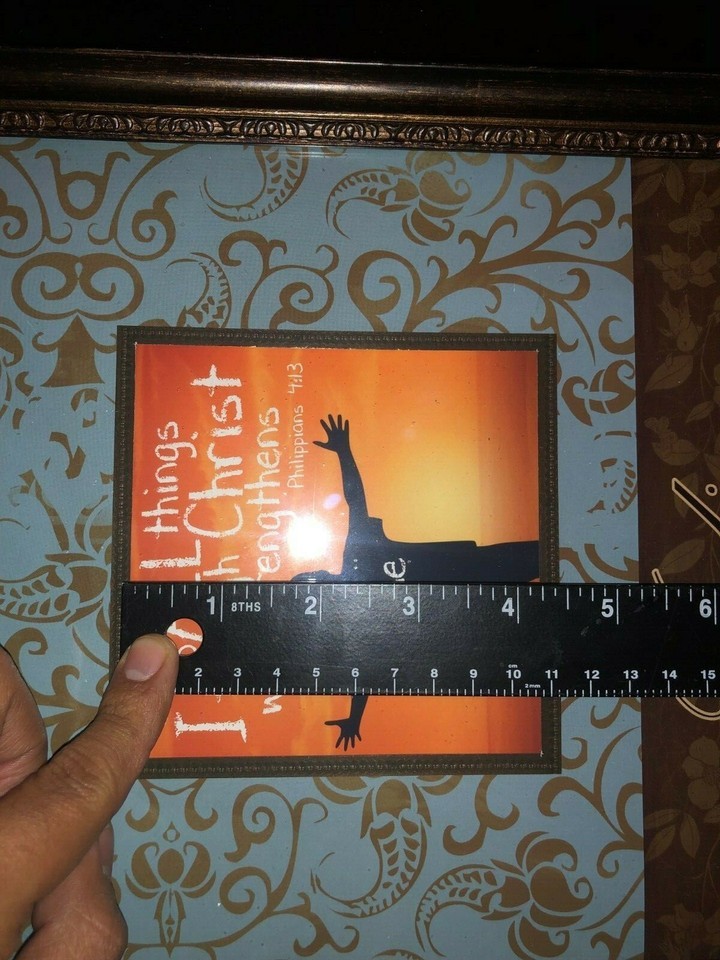 things
h Christ
engthens
Philippians 4:13
e
1 8THS 2 3 4 5 6
2 3 4 5 6 7 8 9 10 11 12 13 14 15
cm
2mm
I